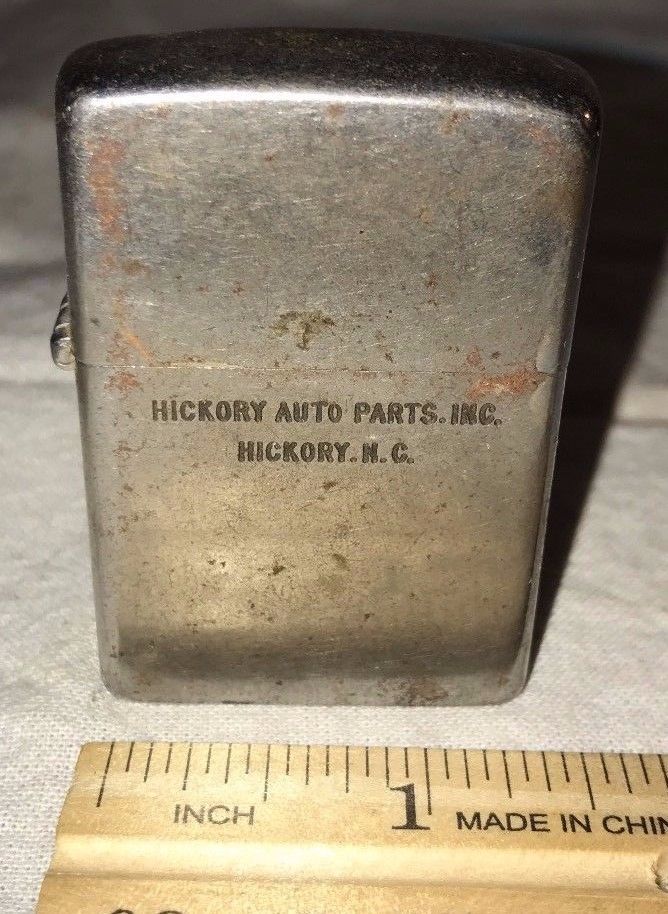 HICKORY AUTO PARTS. INC.
HICKORY. N. C.
INCH
1
MADE IN CHIN